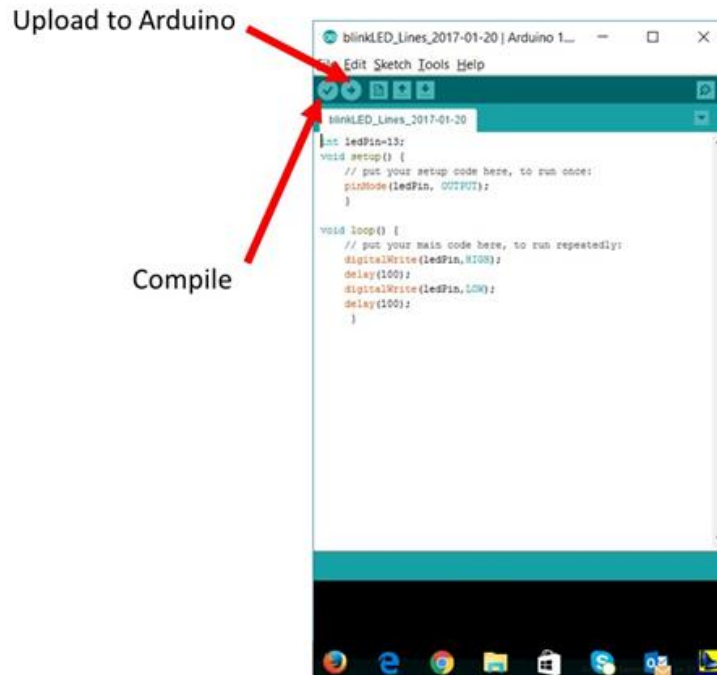 Upload to Arduino
blinkLED_Lines_2017-01-20 | Arduino 1...
File Edit Sketch Tools Help
blinkLED_Lines_2017-01-20
int ledPin=13;
void setup() {
// put your setup code here, to run once:
pinMode(ledPin, OUTPUT);
}
void loop() {
// put your main code here, to run repeatedly:
digitalWrite(ledPin,HIGH);
delay(100);
digitalWrite(ledPin,LOW);
delay(100);
}
Compile